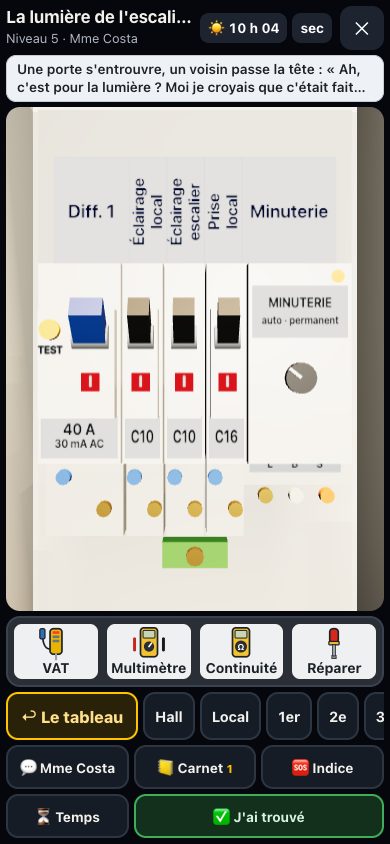 La lumière de l'escali...
Niveau 5 · Mme Costa
10 h 04
sec
Une porte s'entrouvre, un voisin passe la tête : « Ah,
c'est pour la lumière ? Moi je croyais que c'était fait...
Diff. 1
Éclairage
local
Éclairage
escalier
Prise
local
Minuterie
TEST
MINUTERIE
auto · permanent
40 A
30 mA AC
C10
C10
C16
VAT
Multimètre
Continuité
Réparer
Le tableau
Hall
Local
1er
2e
3
Mme Costa
Carnet 1
Indice
Temps
J'ai trouvé